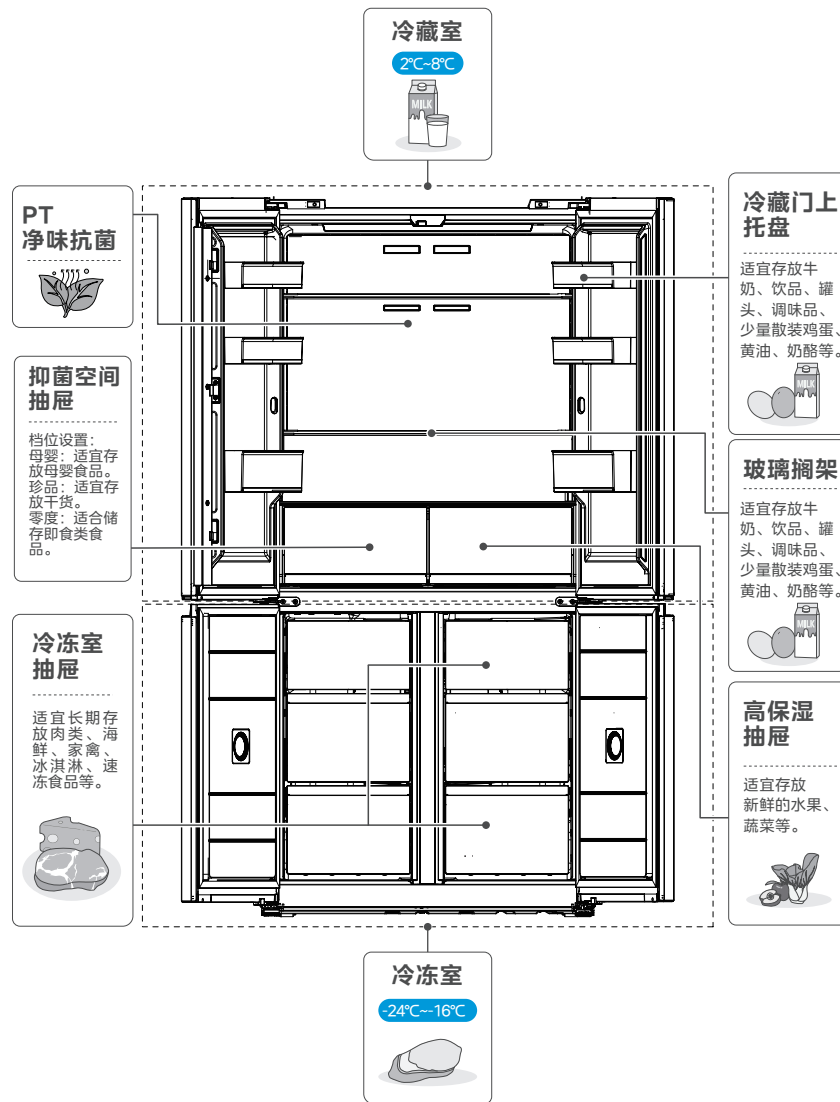 冷藏室
2℃~8℃
MILK
PT
净味抗菌
抑菌空间
抽屉
档位设置：
母婴：适宜存
放母婴食品。
珍品：适宜存
放干货。
零度：适合储
存即食类食
品。
冷冻室
抽屉
适宜长期存
放肉类、海
鲜、家禽、
冰淇淋、速
冻食品等。
冷藏门上
托盘
适宜存放牛
奶、饮品、罐
头、调味品、
少量散装鸡蛋、
黄油、奶酪等。
MILK
玻璃搁架
适宜存放牛
奶、饮品、罐
头、调味品、
少量散装鸡蛋、
黄油、奶酪等。
MILK
高保湿
抽屉
适宜存放
新鲜的水果、
蔬菜等。
冷冻室
-24℃~-16℃